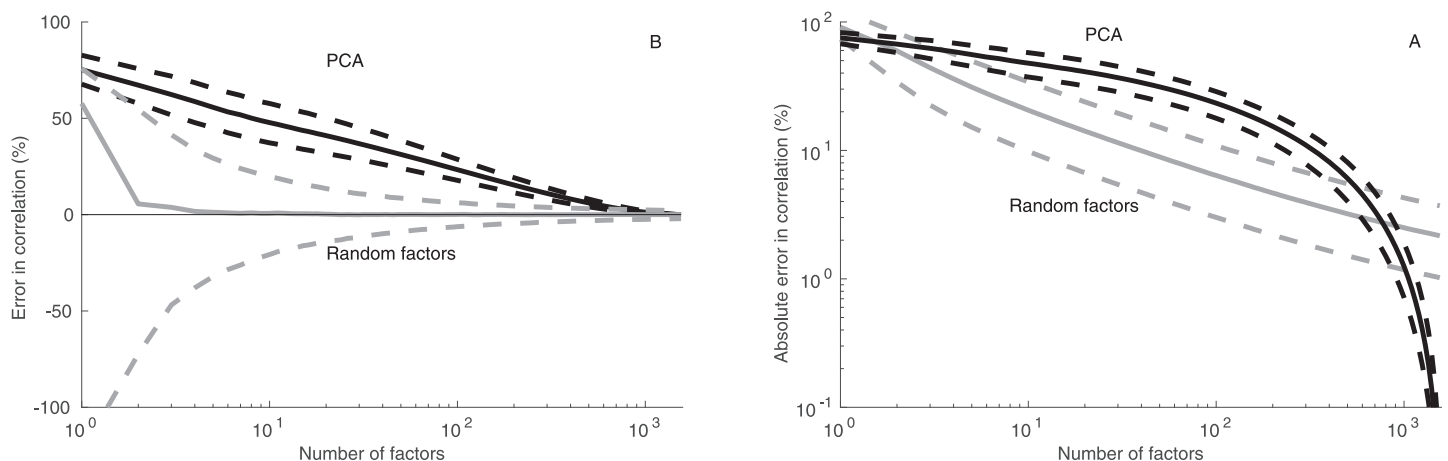 B
PCA
Random factors
Error in correlation (%)
100
50
0
-50
-100
10^0
10^1
10^2
10^3
Number of factors
A
PCA
Random factors
Absolute error in correlation (%)
10^2
10^1
10^0
10^-1
10^0
10^1
10^2
10^3
Number of factors